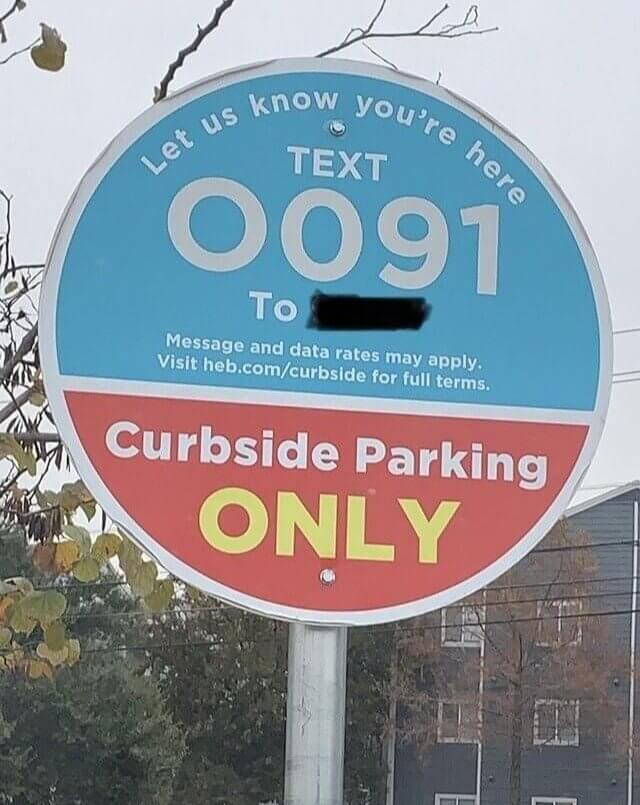 Let us know you're here
TEXT
0091
To
Message and data rates may apply.
Visit heb.com/curbside for full terms.
Curbside Parking
ONLY